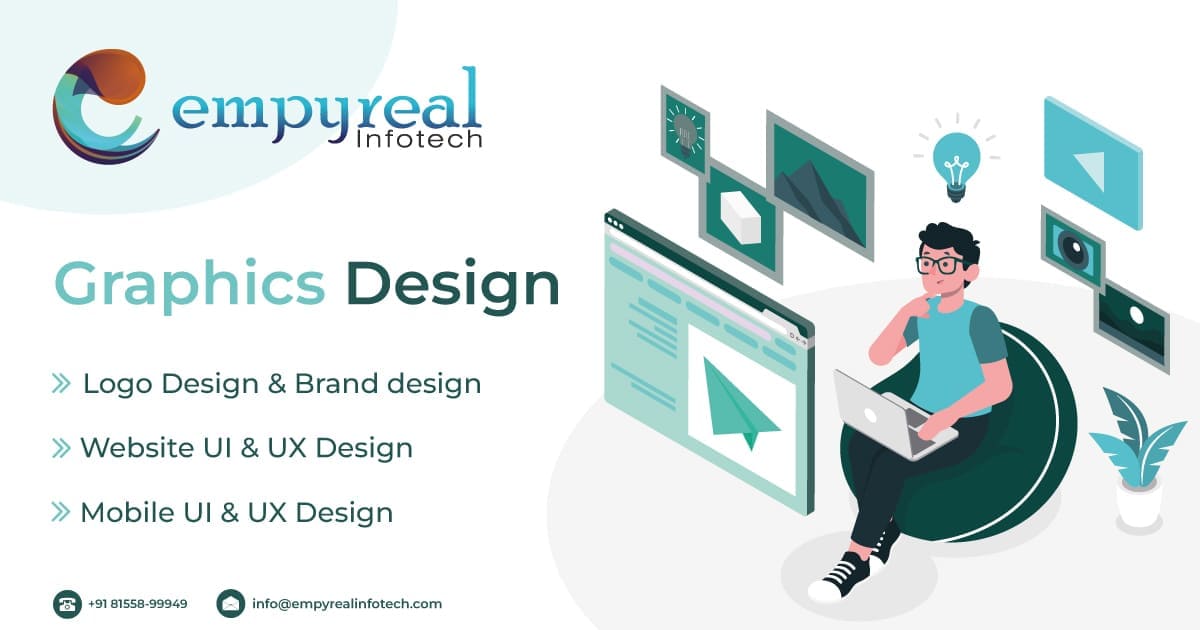 empyreal
Infotech
Graphics Design
Logo Design & Brand design
Website UI & UX Design
Mobile UI & UX Design
+91 81558-99949
info@empyrealinfotech.com